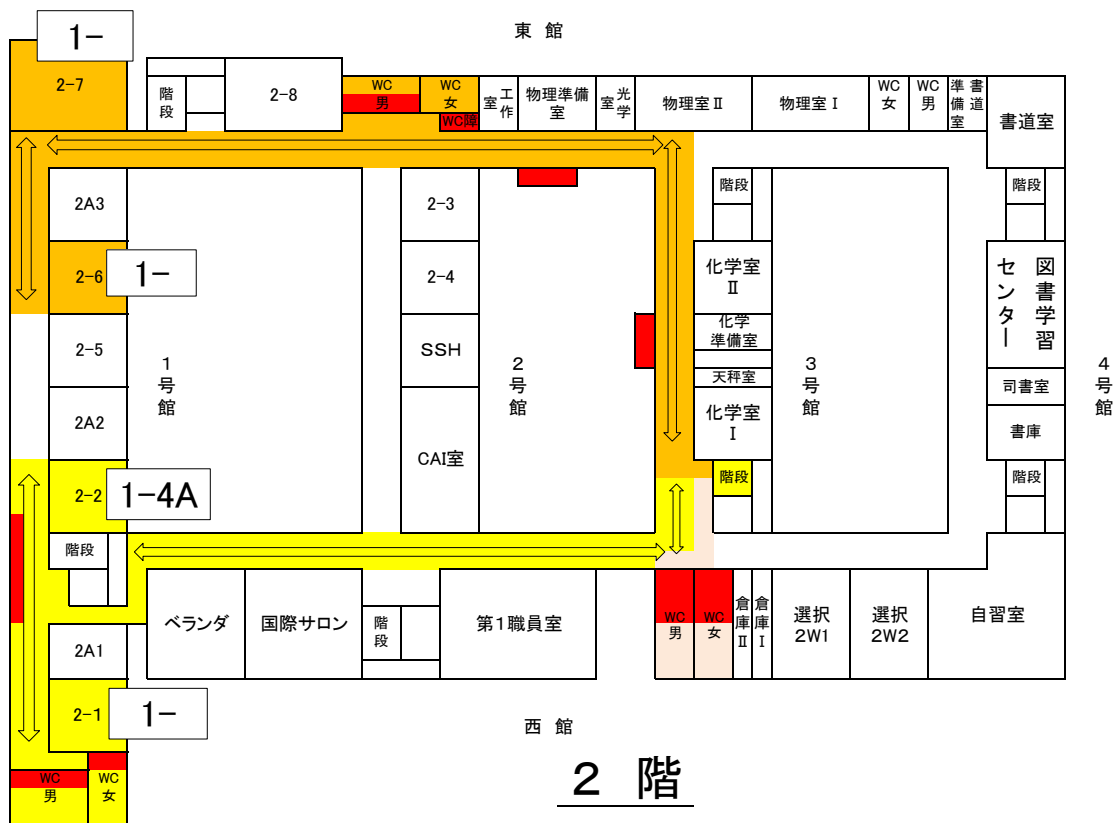 東 館
1-
2-7
階段
2-8
WC
男
WC
女
WC障
工作室
物理準備
室
光学室
物理室Ⅱ
物理室Ⅰ
WC
女
WC
男
書道準備室
書道室
2A3
2-3
階段
階段
2-6
1-
2-4
化学室
Ⅱ
図書学習
センター
2-5
SSH
化学
準備室
1号館
2号館
3号館
4号館
天秤室
司書室
2A2
CAI室
化学室
Ⅰ
書庫
2-2
1-4A
階段
階段
階段
ベランダ
国際サロン
階段
第1職員室
WC
男
WC
女
倉庫Ⅱ
倉庫Ⅰ
選択
2W1
選択
2W2
自習室
2A1
2-1
1-
西 館
WC
男
WC
女
2 階